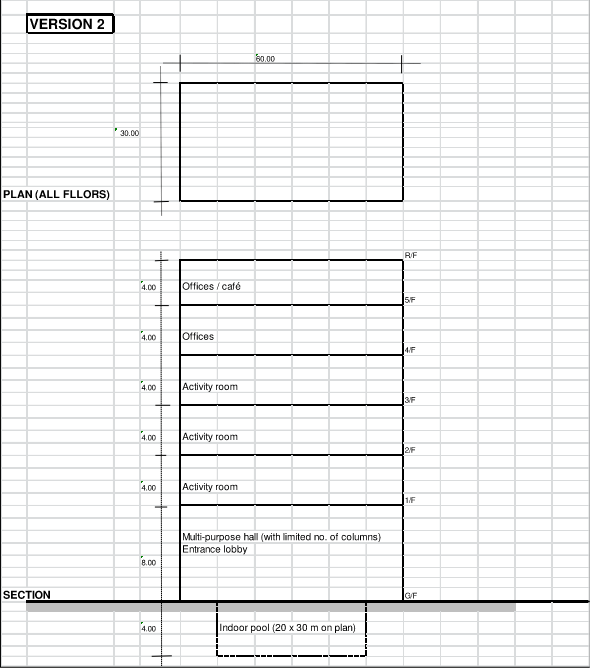 VERSION 2
60.00
30.00
PLAN (ALL FLLORS)
R/F
4.00
Offices / café
5/F
4.00
Offices
4/F
4.00
Activity room
3/F
4.00
Activity room
2/F
4.00
Activity room
1/F
Multi-purpose hall (with limited no. of columns)
Entrance lobby
8.00
SECTION
G/F
4.00
Indoor pool (20 x 30 m on plan)